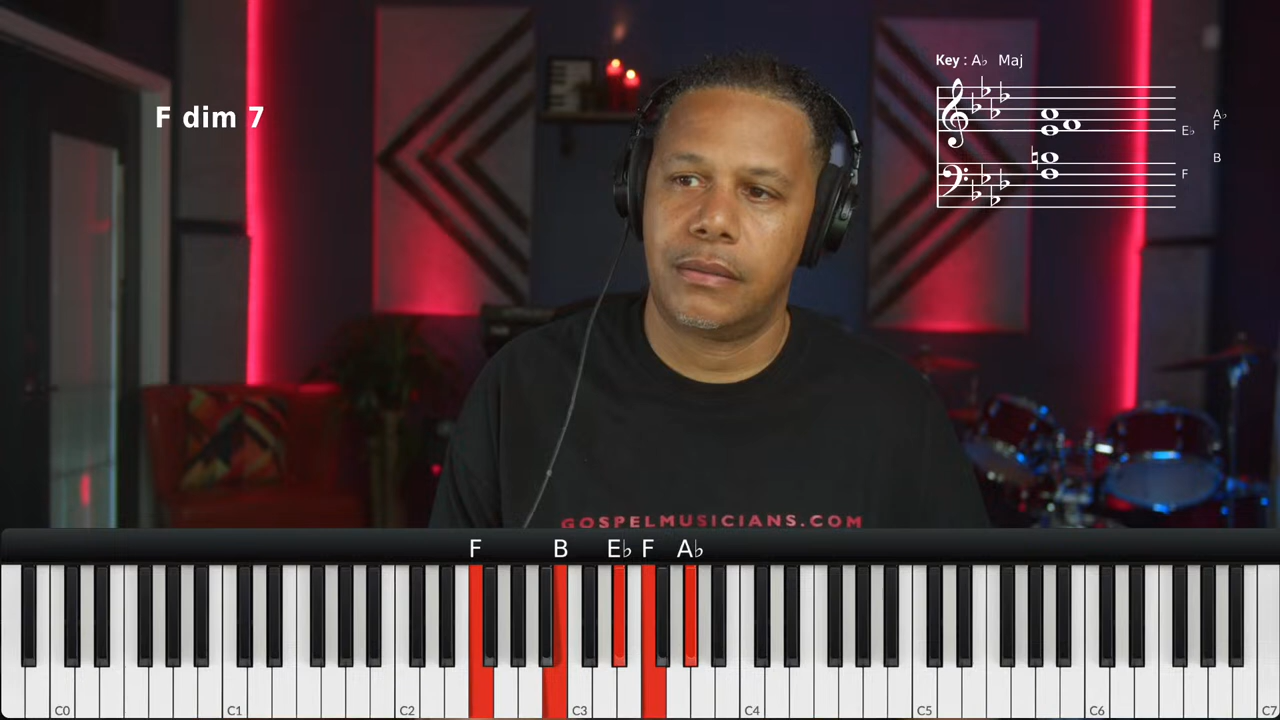 F dim 7
Key : A♭ Maj
A♭
F
E♭
B
F
GOSPELMUSICIANS.COM
F B E♭ F A♭
C0 C1 C2 C3 C4 C5 C6 C7